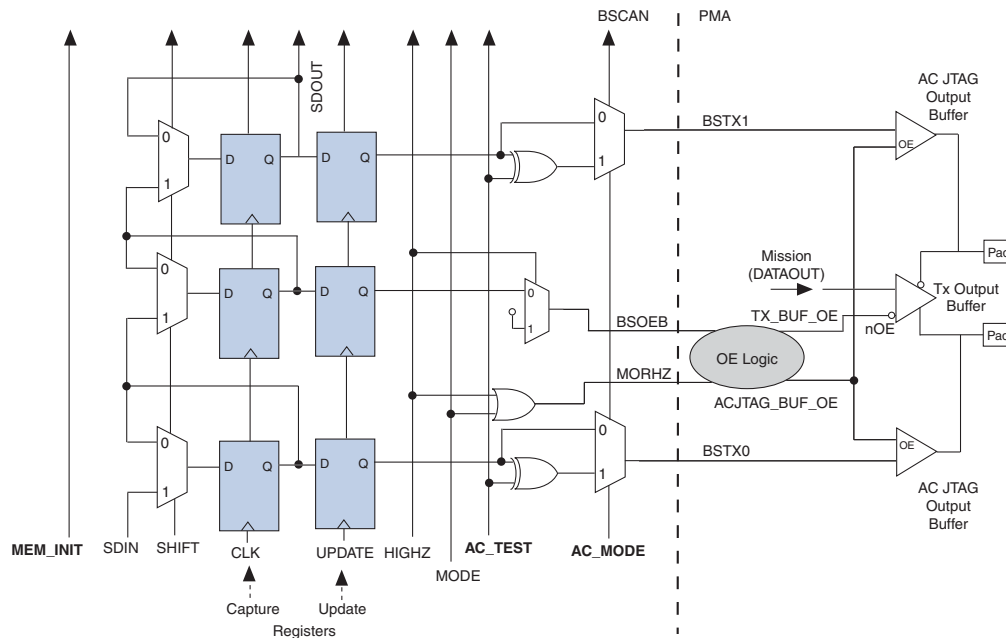 BSCAN
PMA
AC JTAG
Output
Buffer
SDOUT
0
1
D Q
D Q
0
1
BSTX1
OE
0
1
D Q
D Q
0
1
Mission
(DATAOUT)
Tx Output
Buffer
TX_BUF_OE
nOE
Pad
Pad
BSOEB
OE Logic
MORHZ
ACJTAG_BUF_OE
0
1
D Q
D Q
0
1
BSTX0
OE
AC JTAG
Output
Buffer
MEM_INIT
SDIN
SHIFT
CLK
UPDATE
HIGHZ
MODE
AC_TEST
AC_MODE
Capture
Update
Registers